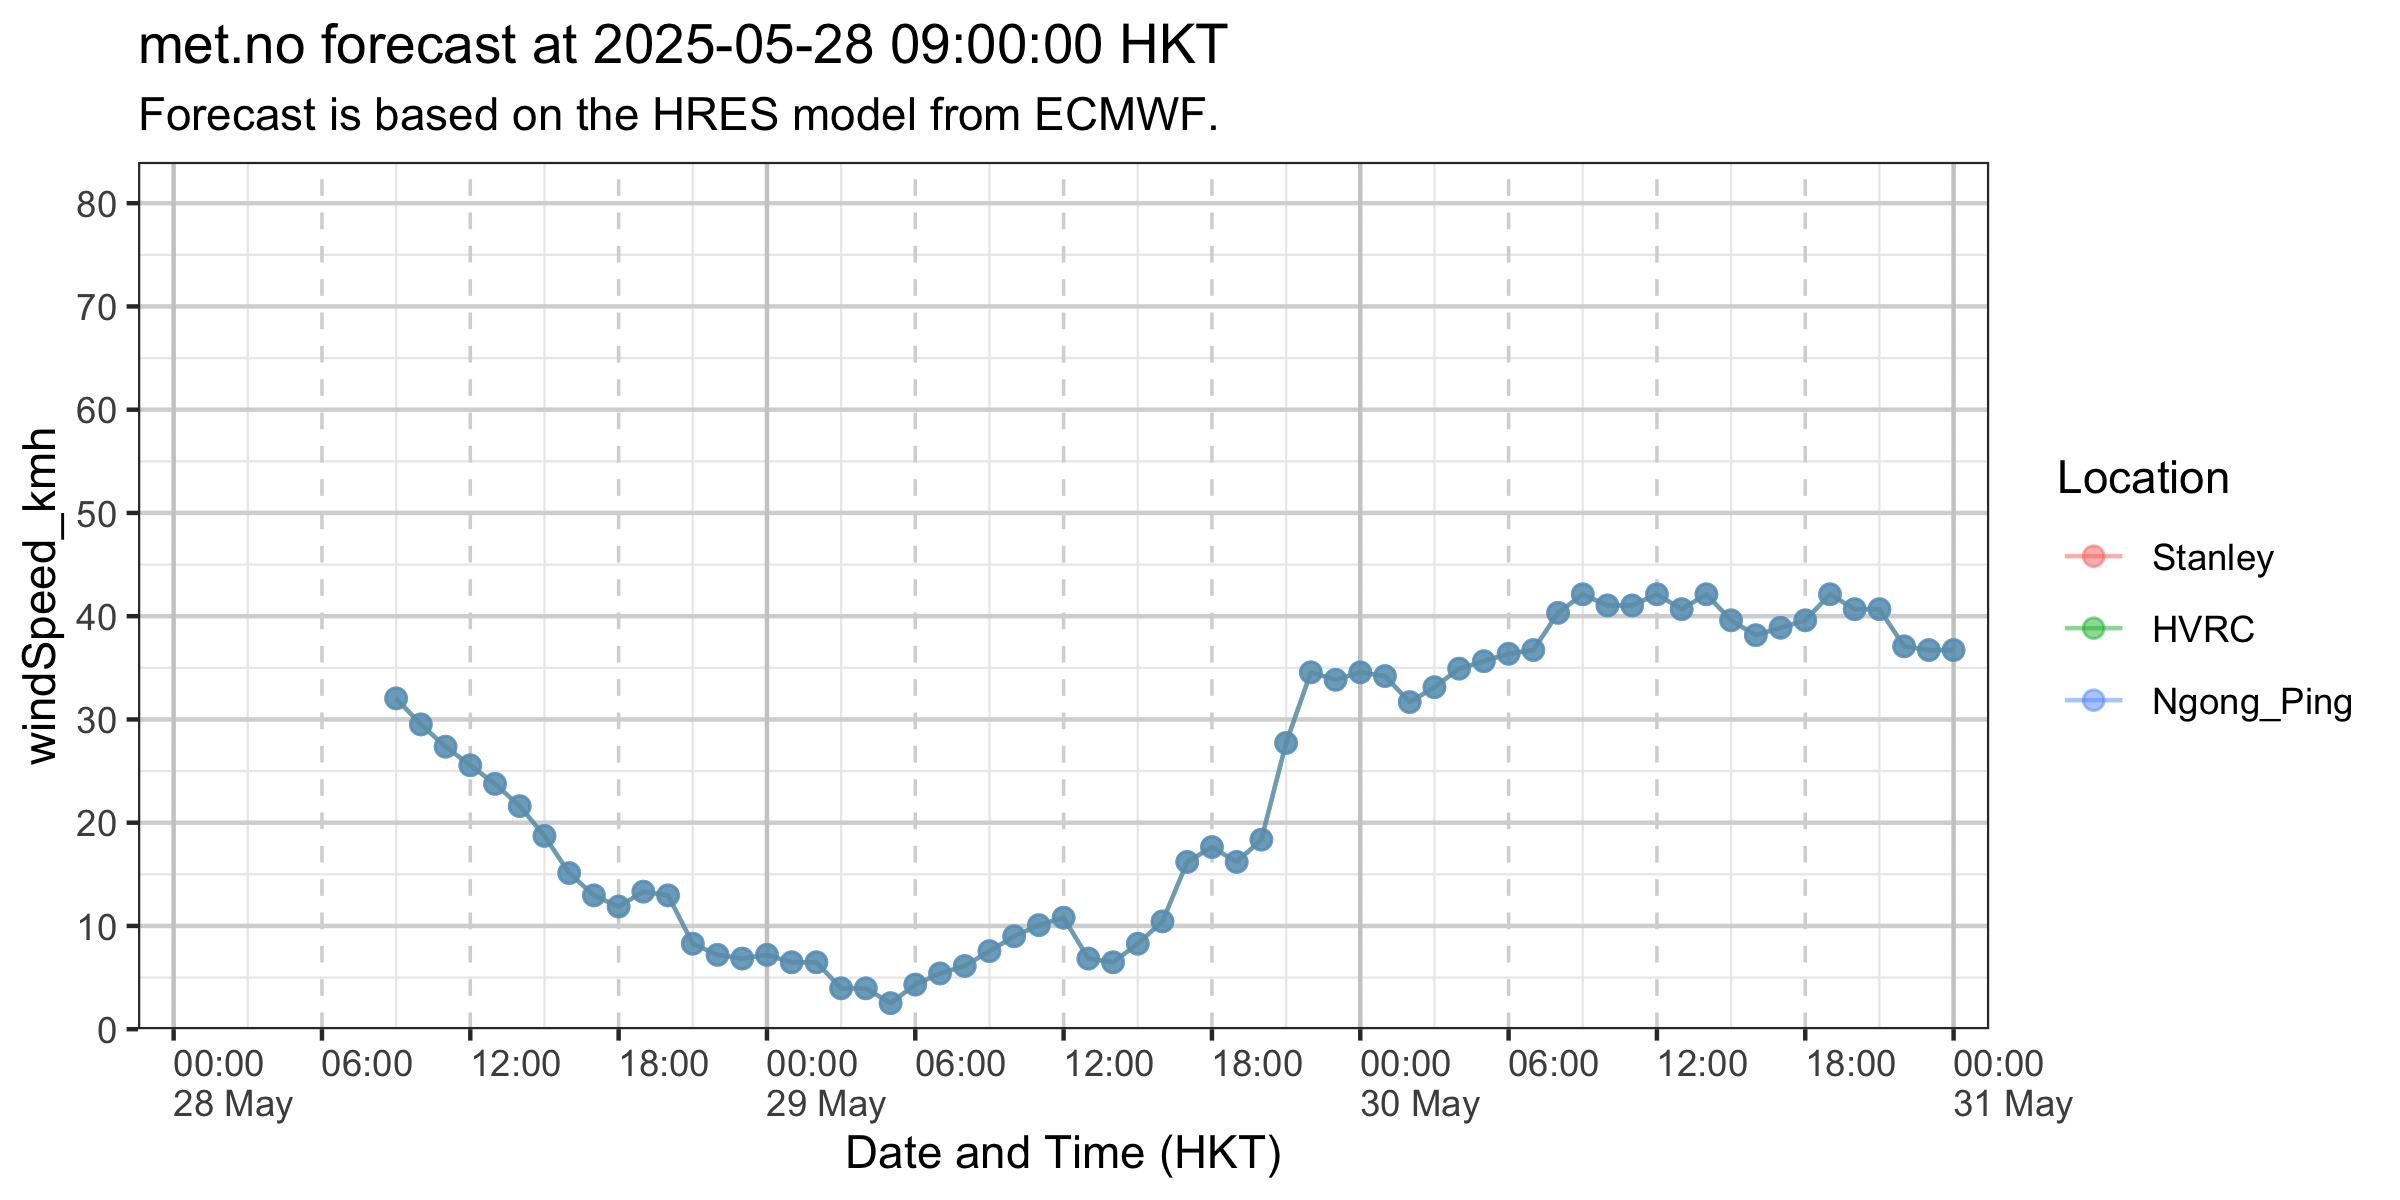 met.no forecast at 2025-05-28 09:00:00 HKT
Forecast is based on the HRES model from ECMWF.
windSpeed_kmh
80
70
60
50
40
30
20
10
0
00:00 06:00 12:00 18:00 00:00 06:00 12:00 18:00 00:00 06:00 12:00 18:00 00:00
28 May 29 May 30 May 31 May
Date and Time (HKT)
Location
Stanley
HVRC
Ngong_Ping